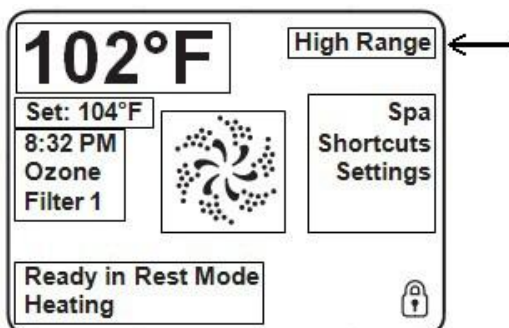 102°F
High Range
Set: 104°F
8:32 PM
Ozone
Filter 1
Spa
Shortcuts
Settings
Ready in Rest Mode
Heating